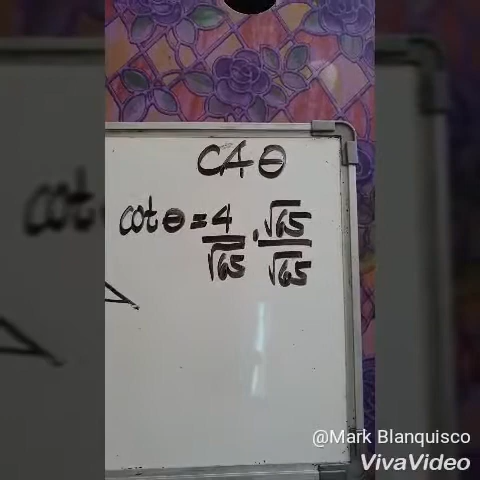 CA-θ
cot θ = 4/√65 · √65/√65
cot
@Mark Blanquisco
VivaVideo